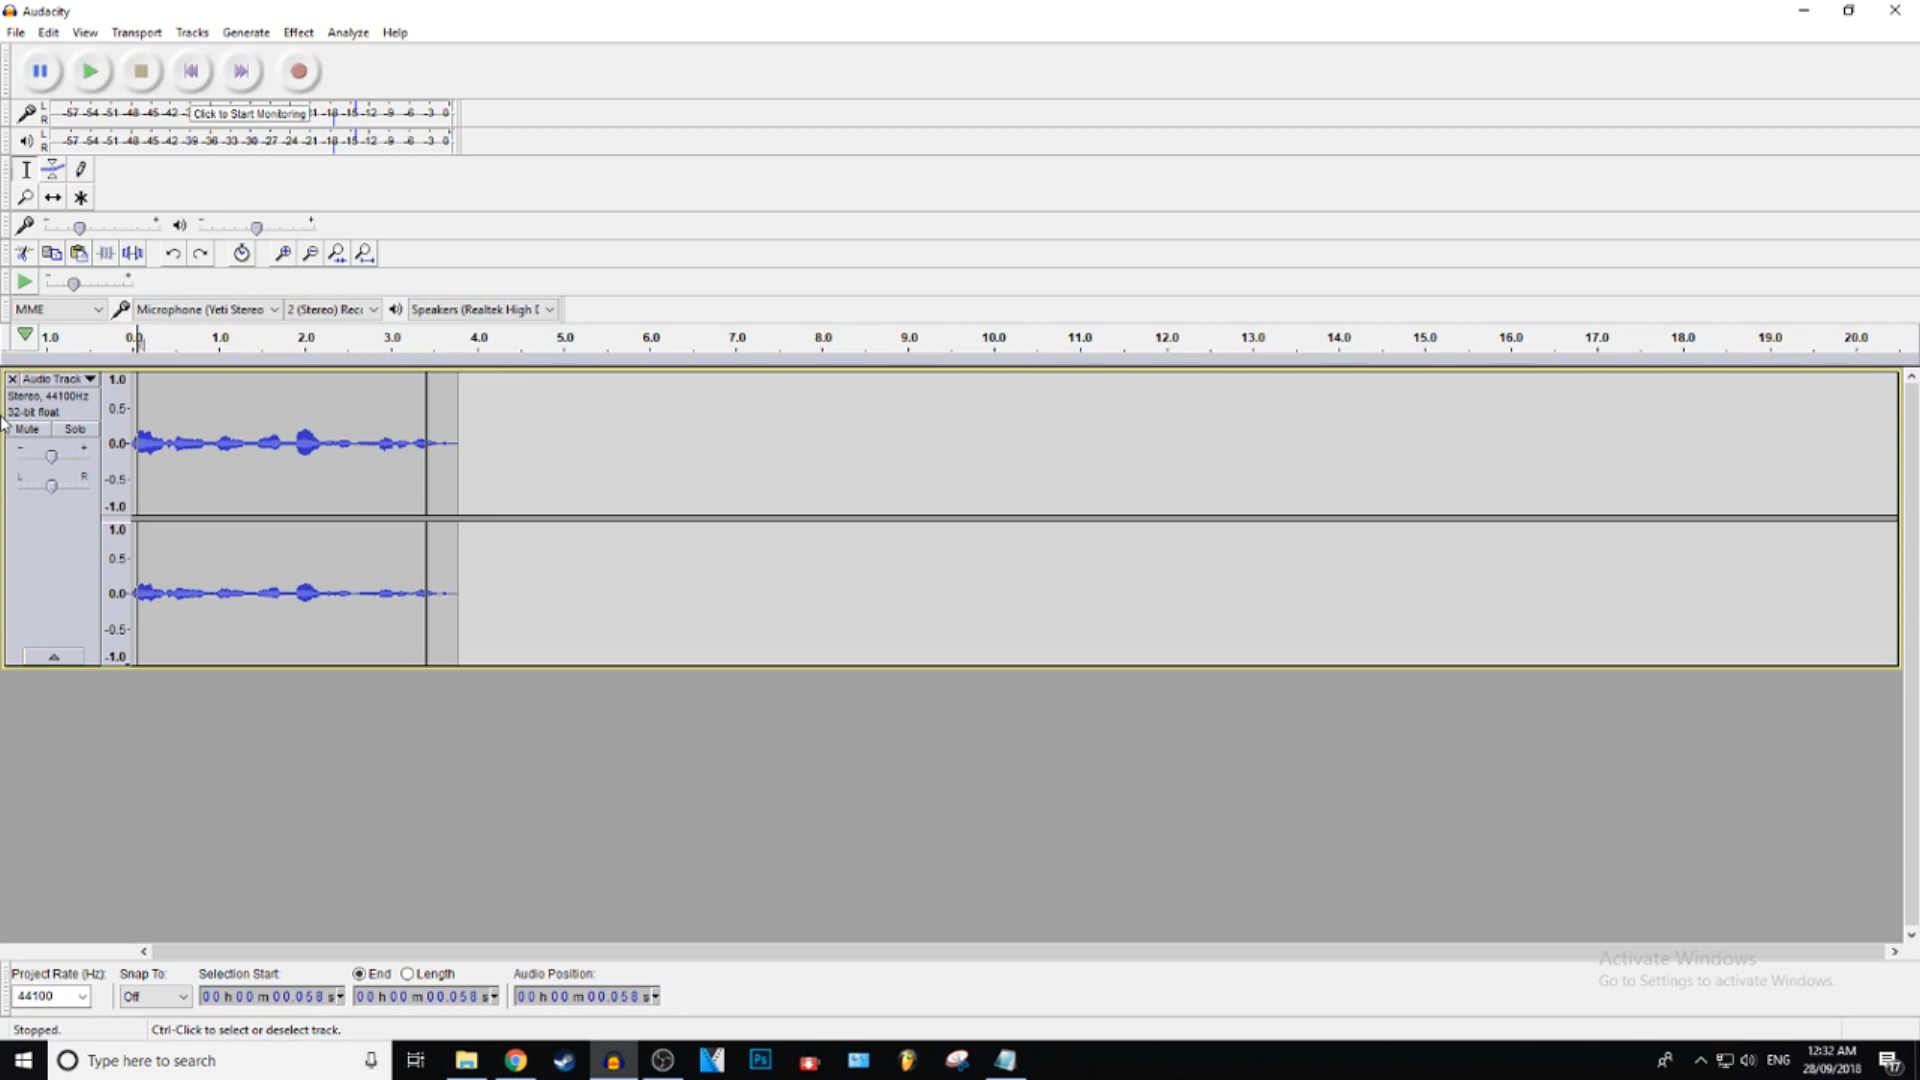 Audacity
File Edit View Transport Tracks Generate Effect Analyze Help
L R -57 -54 -51 -48 -45 -42 Click to Start Monitoring -18 -15 -12 -9 -6 -3 0
L R -57 -54 -51 -48 -45 -42 -39 -36 -33 -30 -27 -24 -21 -18 -15 -12 -9 -6 -3 0
MME Microphone (Yeti Stereo 2 (Stereo) Rec Speakers (Realtek High
1.0 0.0 1.0 2.0 3.0 4.0 5.0 6.0 7.0 8.0 9.0 10.0 11.0 12.0 13.0 14.0 15.0 16.0 17.0 18.0 19.0 20.0
Audio Track 1.0
Stereo, 44100Hz
32-bit float 0.5
Mute Solo
0.0
L R -0.5
-1.0
1.0
0.5
0.0
-0.5
-1.0
Activate Windows
Go to Settings to activate Windows.
Project Rate (Hz): Snap To: Selection Start: End Length Audio Position:
44100 Off 00 h 00 m 00.058 s 00 h 00 m 00.058 s 00 h 00 m 00.058 s
Stopped. Ctrl-Click to select or deselect track.
Type here to search Ps ENG 12:32 AM
28/09/2018 17